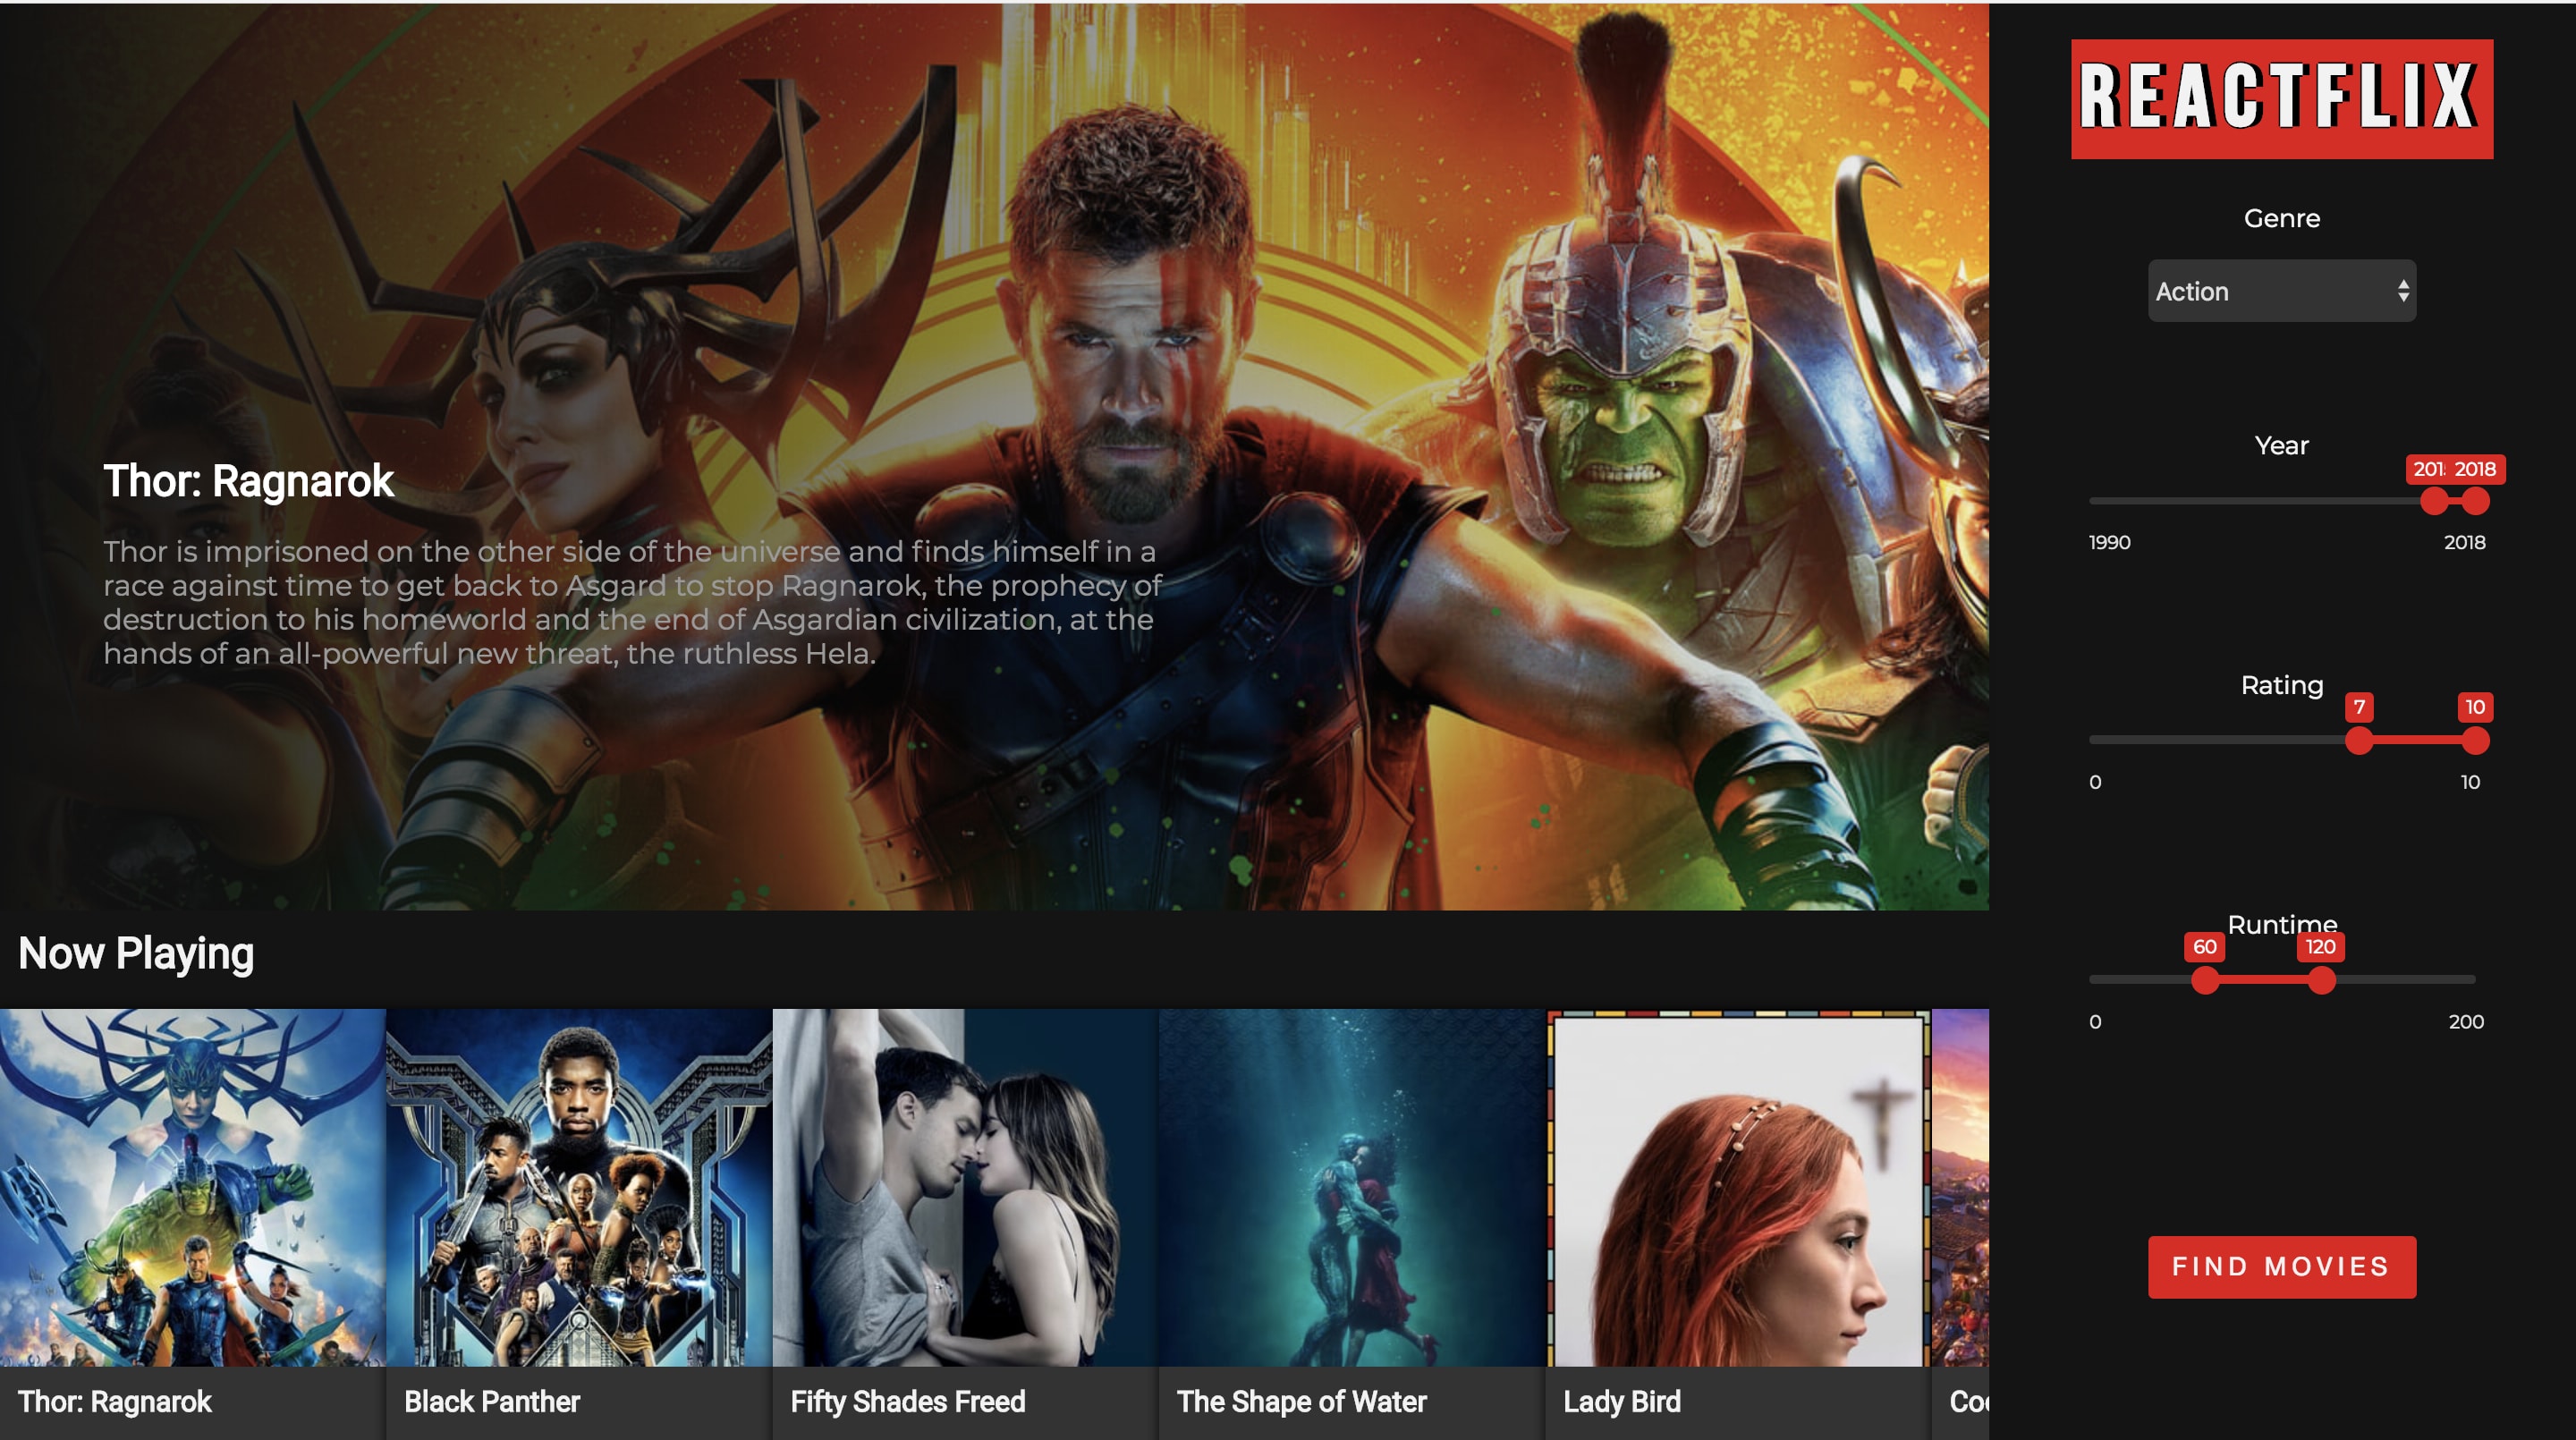 REACTFLIX
Genre
Action
Year
2018
1990
2018
Rating
7
10
0
10
Runtime
60
120
0
200
FIND MOVIES
Thor: Ragnarok
Thor is imprisoned on the other side of the universe and finds himself in a
race against time to get back to Asgard to stop Ragnarok, the prophecy of
destruction to his homeworld and the end of Asgardian civilization, at the
hands of an all-powerful new threat, the ruthless Hela.
Now Playing
Thor: Ragnarok
Black Panther
Fifty Shades Freed
The Shape of Water
Lady Bird